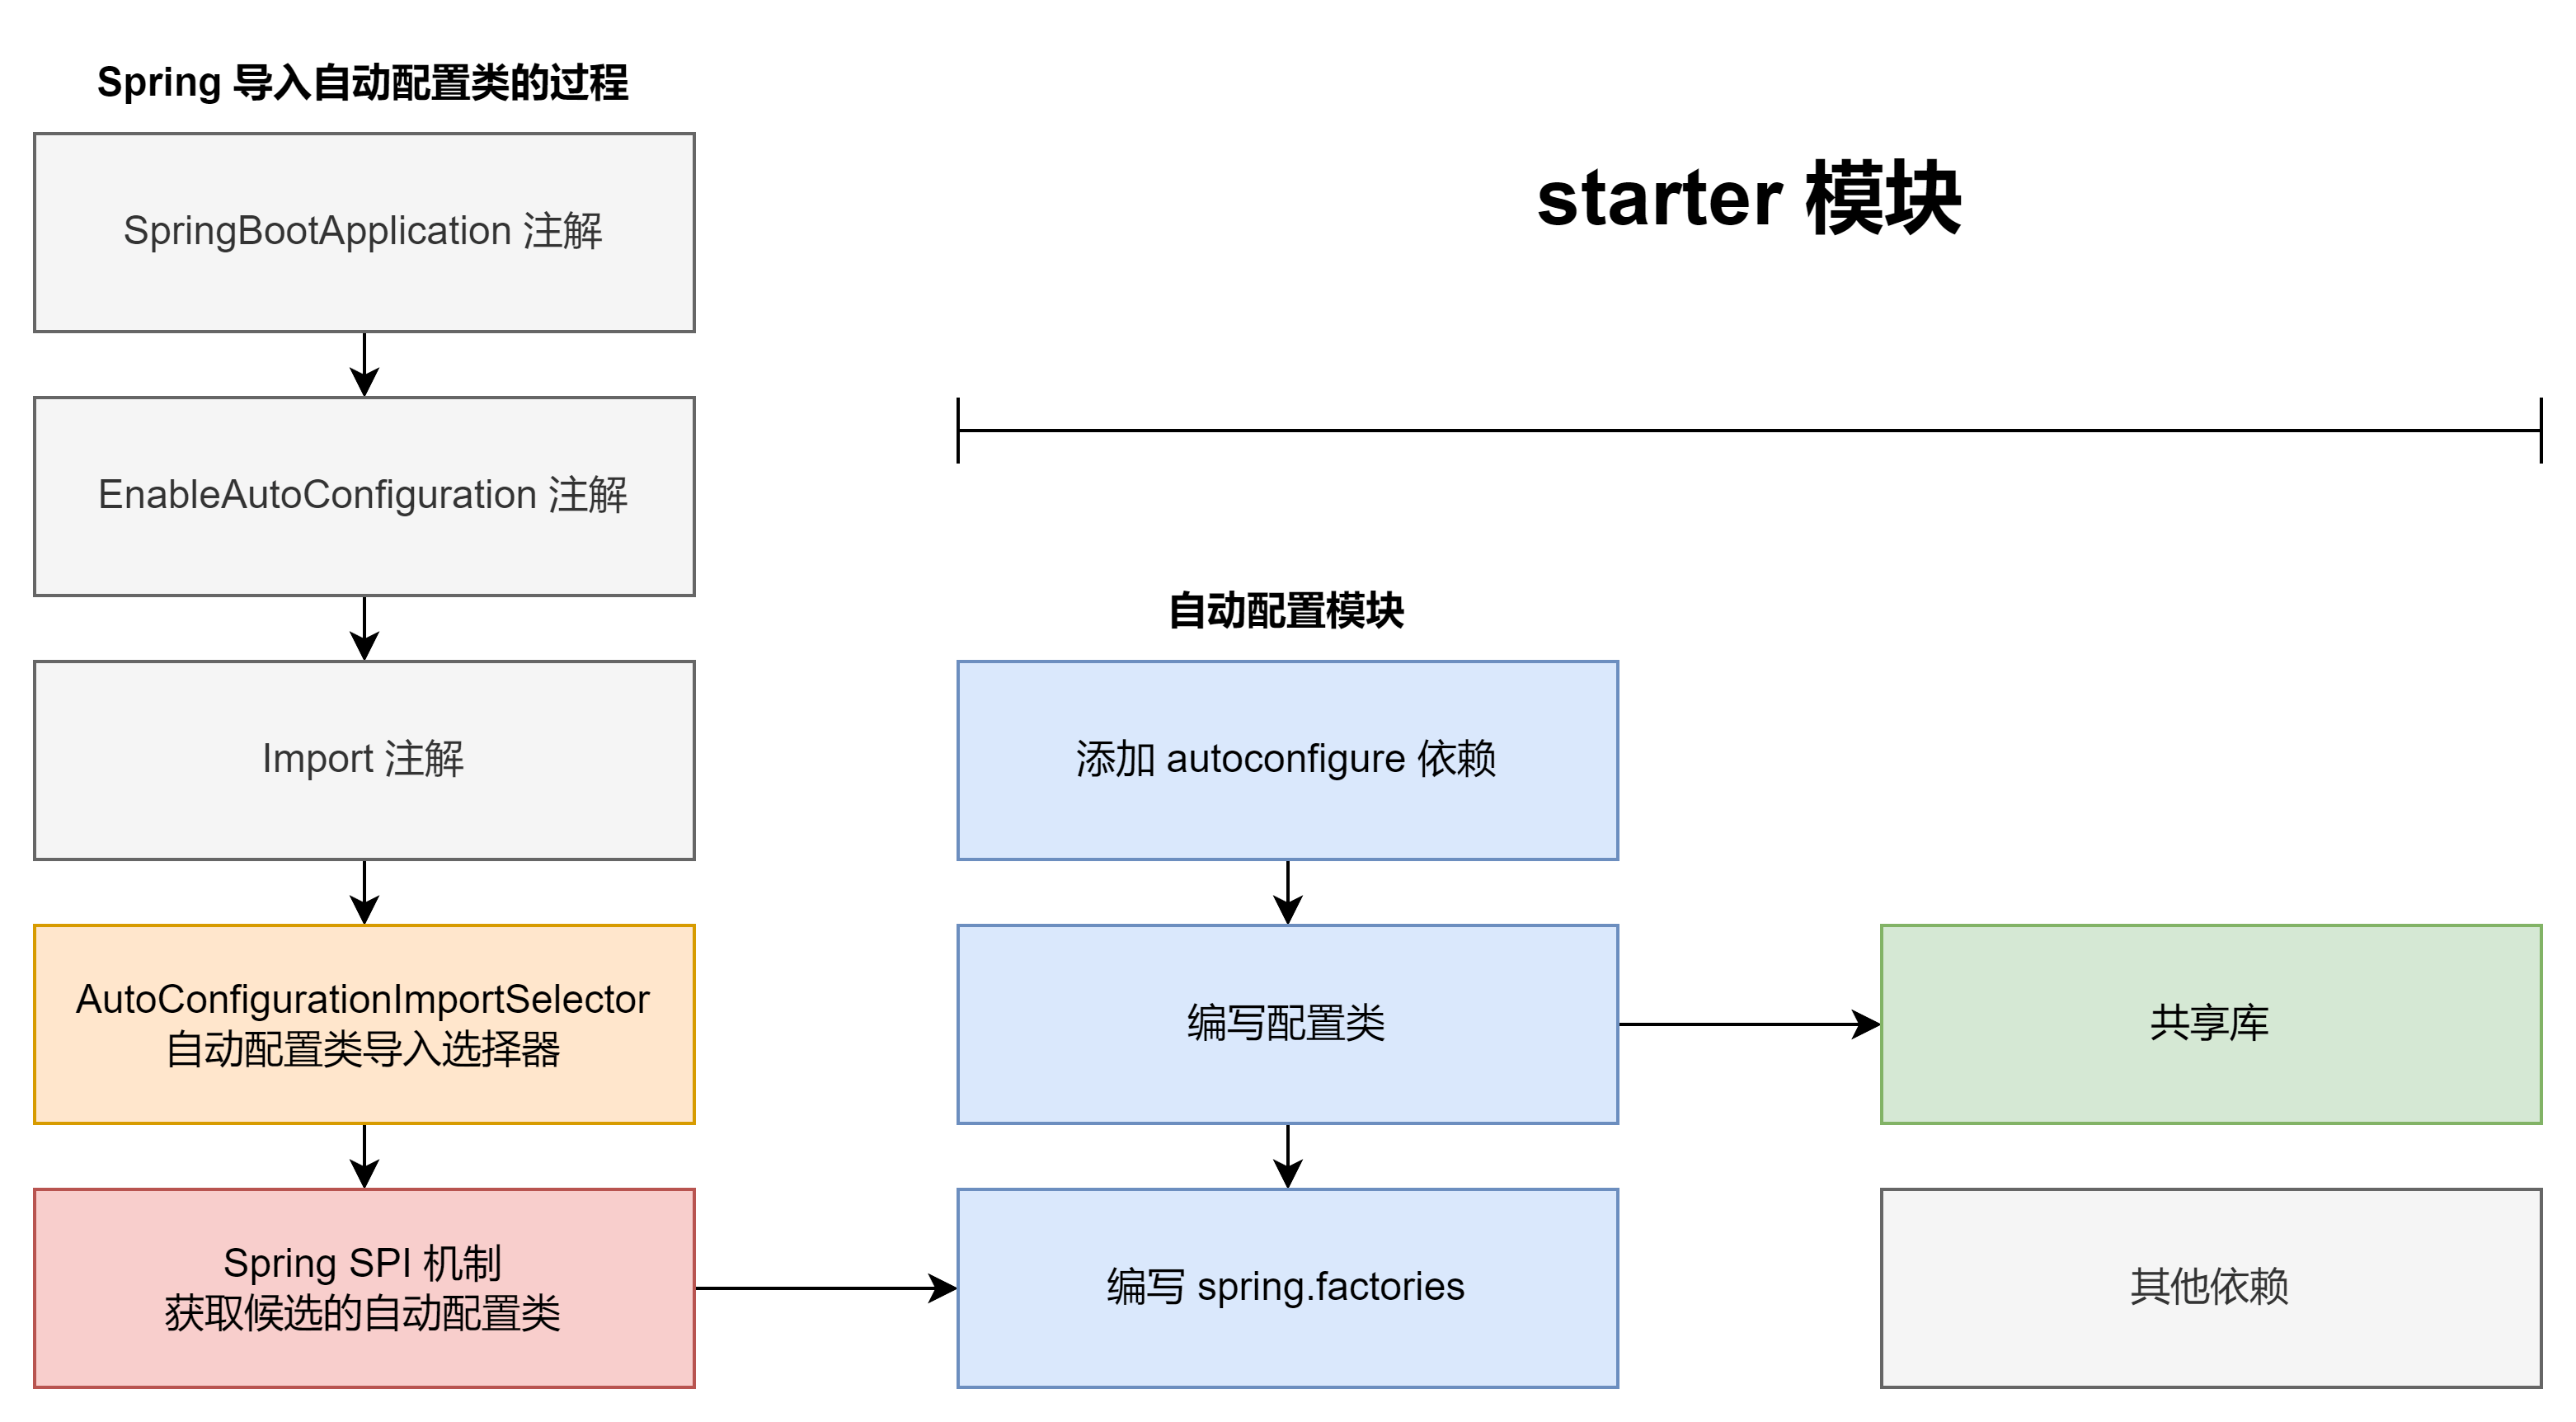 Spring 导入自动配置类的过程
SpringBootApplication 注解
EnableAutoConfiguration 注解
Import 注解
AutoConfigurationImportSelector
自动配置类导入选择器
Spring SPI 机制
获取候选的自动配置类
starter 模块
自动配置模块
添加 autoconfigure 依赖
编写配置类
编写 spring.factories
共享库
其他依赖